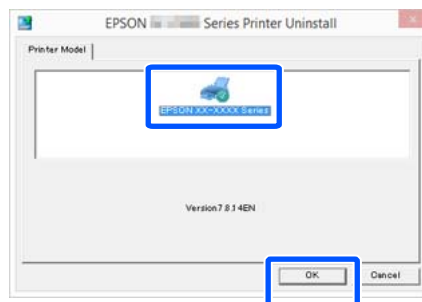 EPSON Series Printer Uninstall
Printer Model
EPSON XX-XXXX Series
Version7.8.14EN
OK
Cancel